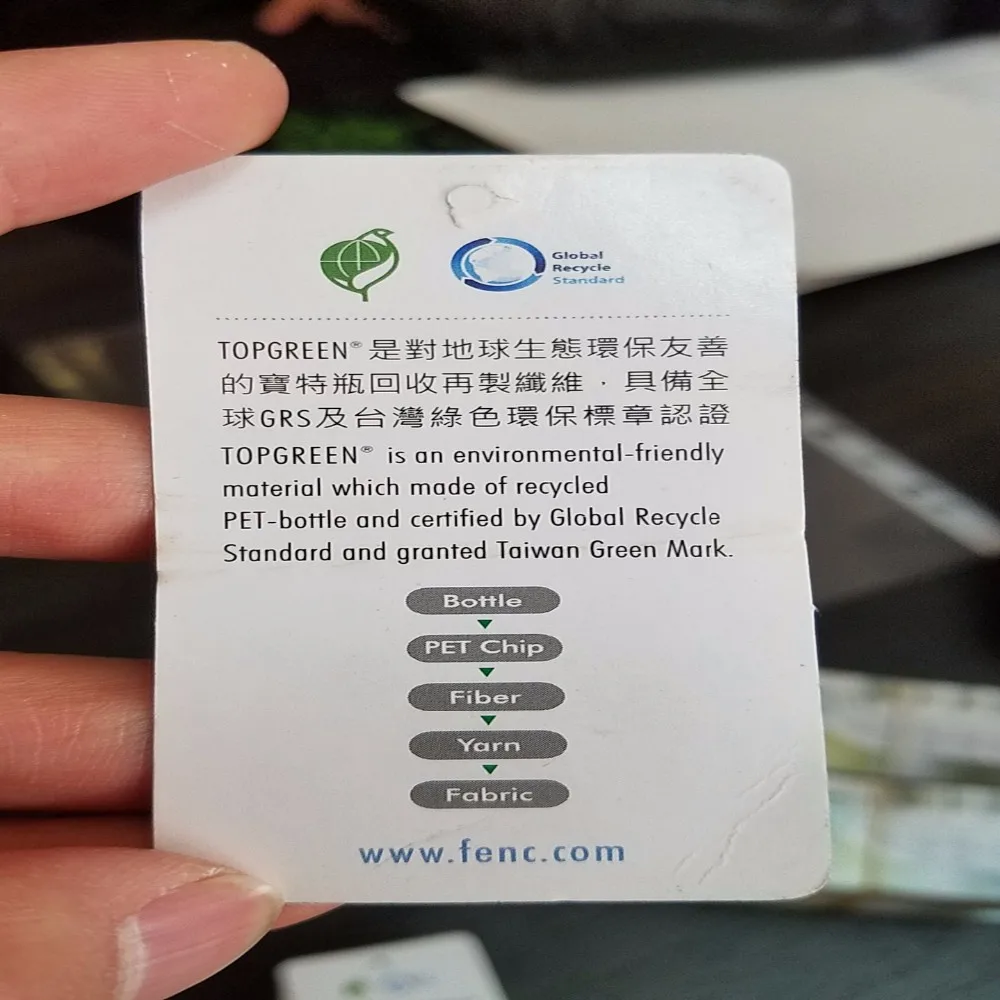 Global
Recycle
Standard
TOPGREEN® 是對地球生態環保友善
的寶特瓶回收再製纖維，具備全
球GRS及台灣綠色環保標章認證
TOPGREEN® is an environmental-friendly
material which made of recycled
PET-bottle and certified by Global Recycle
Standard and granted Taiwan Green Mark.
Bottle
PET Chip
Fiber
Yarn
Fabric
www.fenc.com